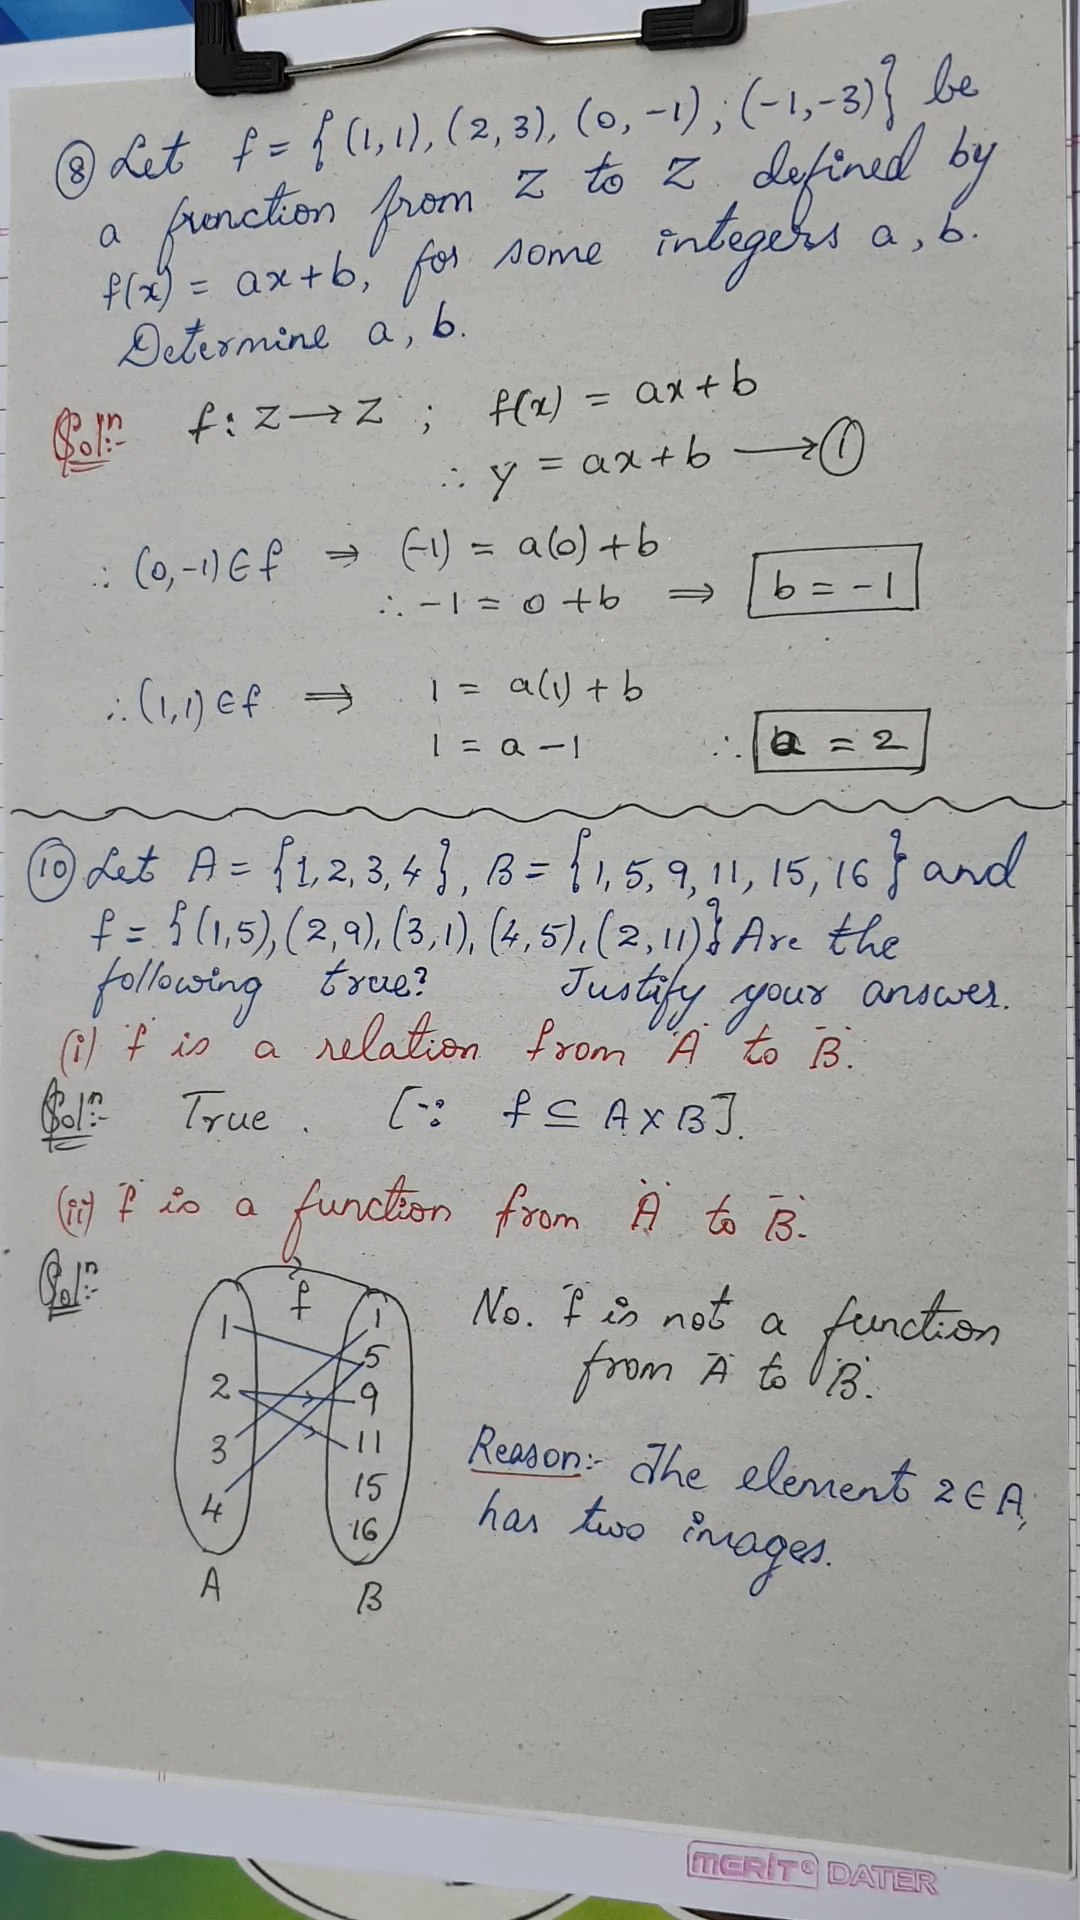 ⑧ Let f = {(1,1), (2,3), (0,-1), (-1,-3)} be
a function from Z to Z defined by
f(x) = ax+b, for some integers a, b.
Determine a, b.
Solⁿ:- f: Z → Z ; f(x) = ax+b
∴ y = ax+b → ①
∴ (0,-1) ∈ f ⇒ (-1) = a(0)+b
∴ -1 = 0+b ⇒ b = -1
∴ (1,1) ∈ f ⇒ 1 = a(1)+b
1 = a-1 ∴ a = 2
⑩ Let A = {1,2,3,4}, B = {1,5,9,11,15,16} and
f = {(1,5),(2,9),(3,1),(4,5),(2,11)} Are the
following true? Justify your answer.
(i) f is a relation from 'A' to 'B'.
Solⁿ:- True. [∵ f ⊆ A×B].
(ii) f is a function from 'A' to 'B'.
Solⁿ:-
f
1
2
3
4
A
1
5
9
11
15
16
B
No. f is not a function
from 'A' to 'B'.
Reason:- The element 2 ∈ A,
has two images.
MERIT DATER